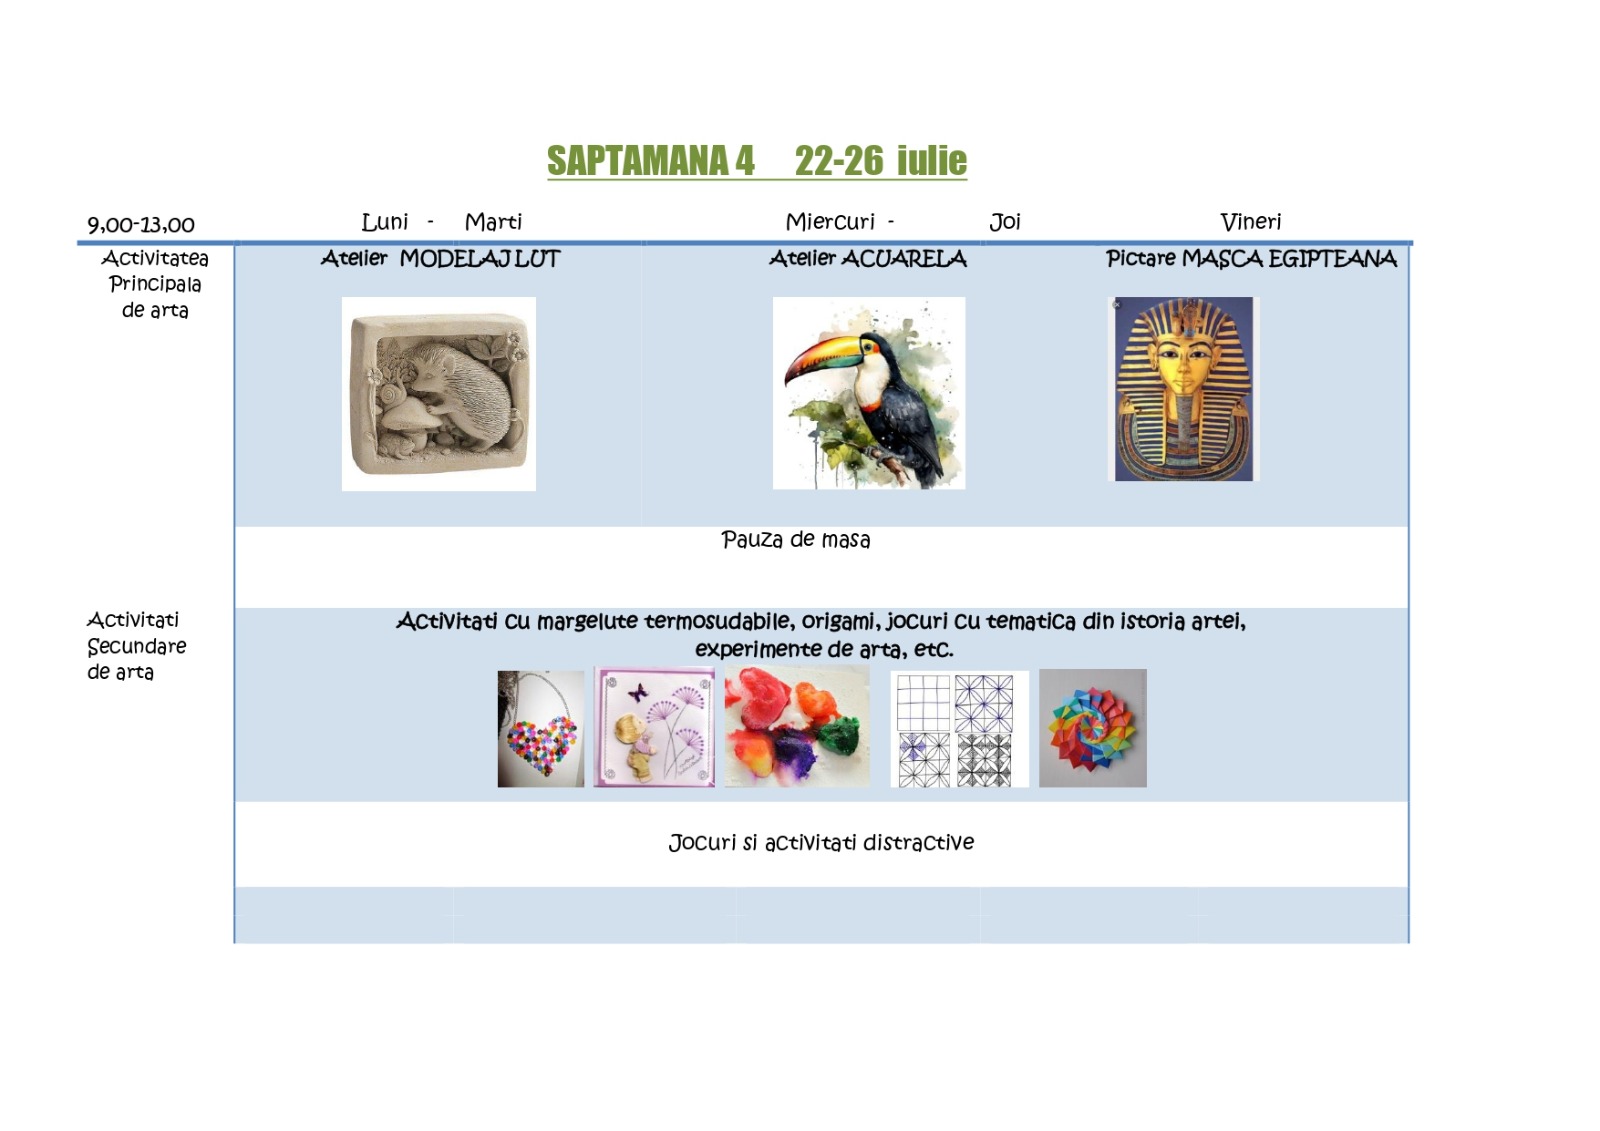 SAPTAMANA 4 22-26 iulie
9,00-13,00 Luni - Marti Miercuri - Joi Vineri
Activitatea Principala de arta
Atelier MODELAJ LUT
Atelier ACUARELA
Pictare MASCA EGIPTEANA
Pauza de masa
Activitati
Secundare
de arta
Activitati cu margelute termosudabile, origami, jocuri cu tematica din istoria artei,
experimente de arta, etc.
Jocuri si activitati distractive